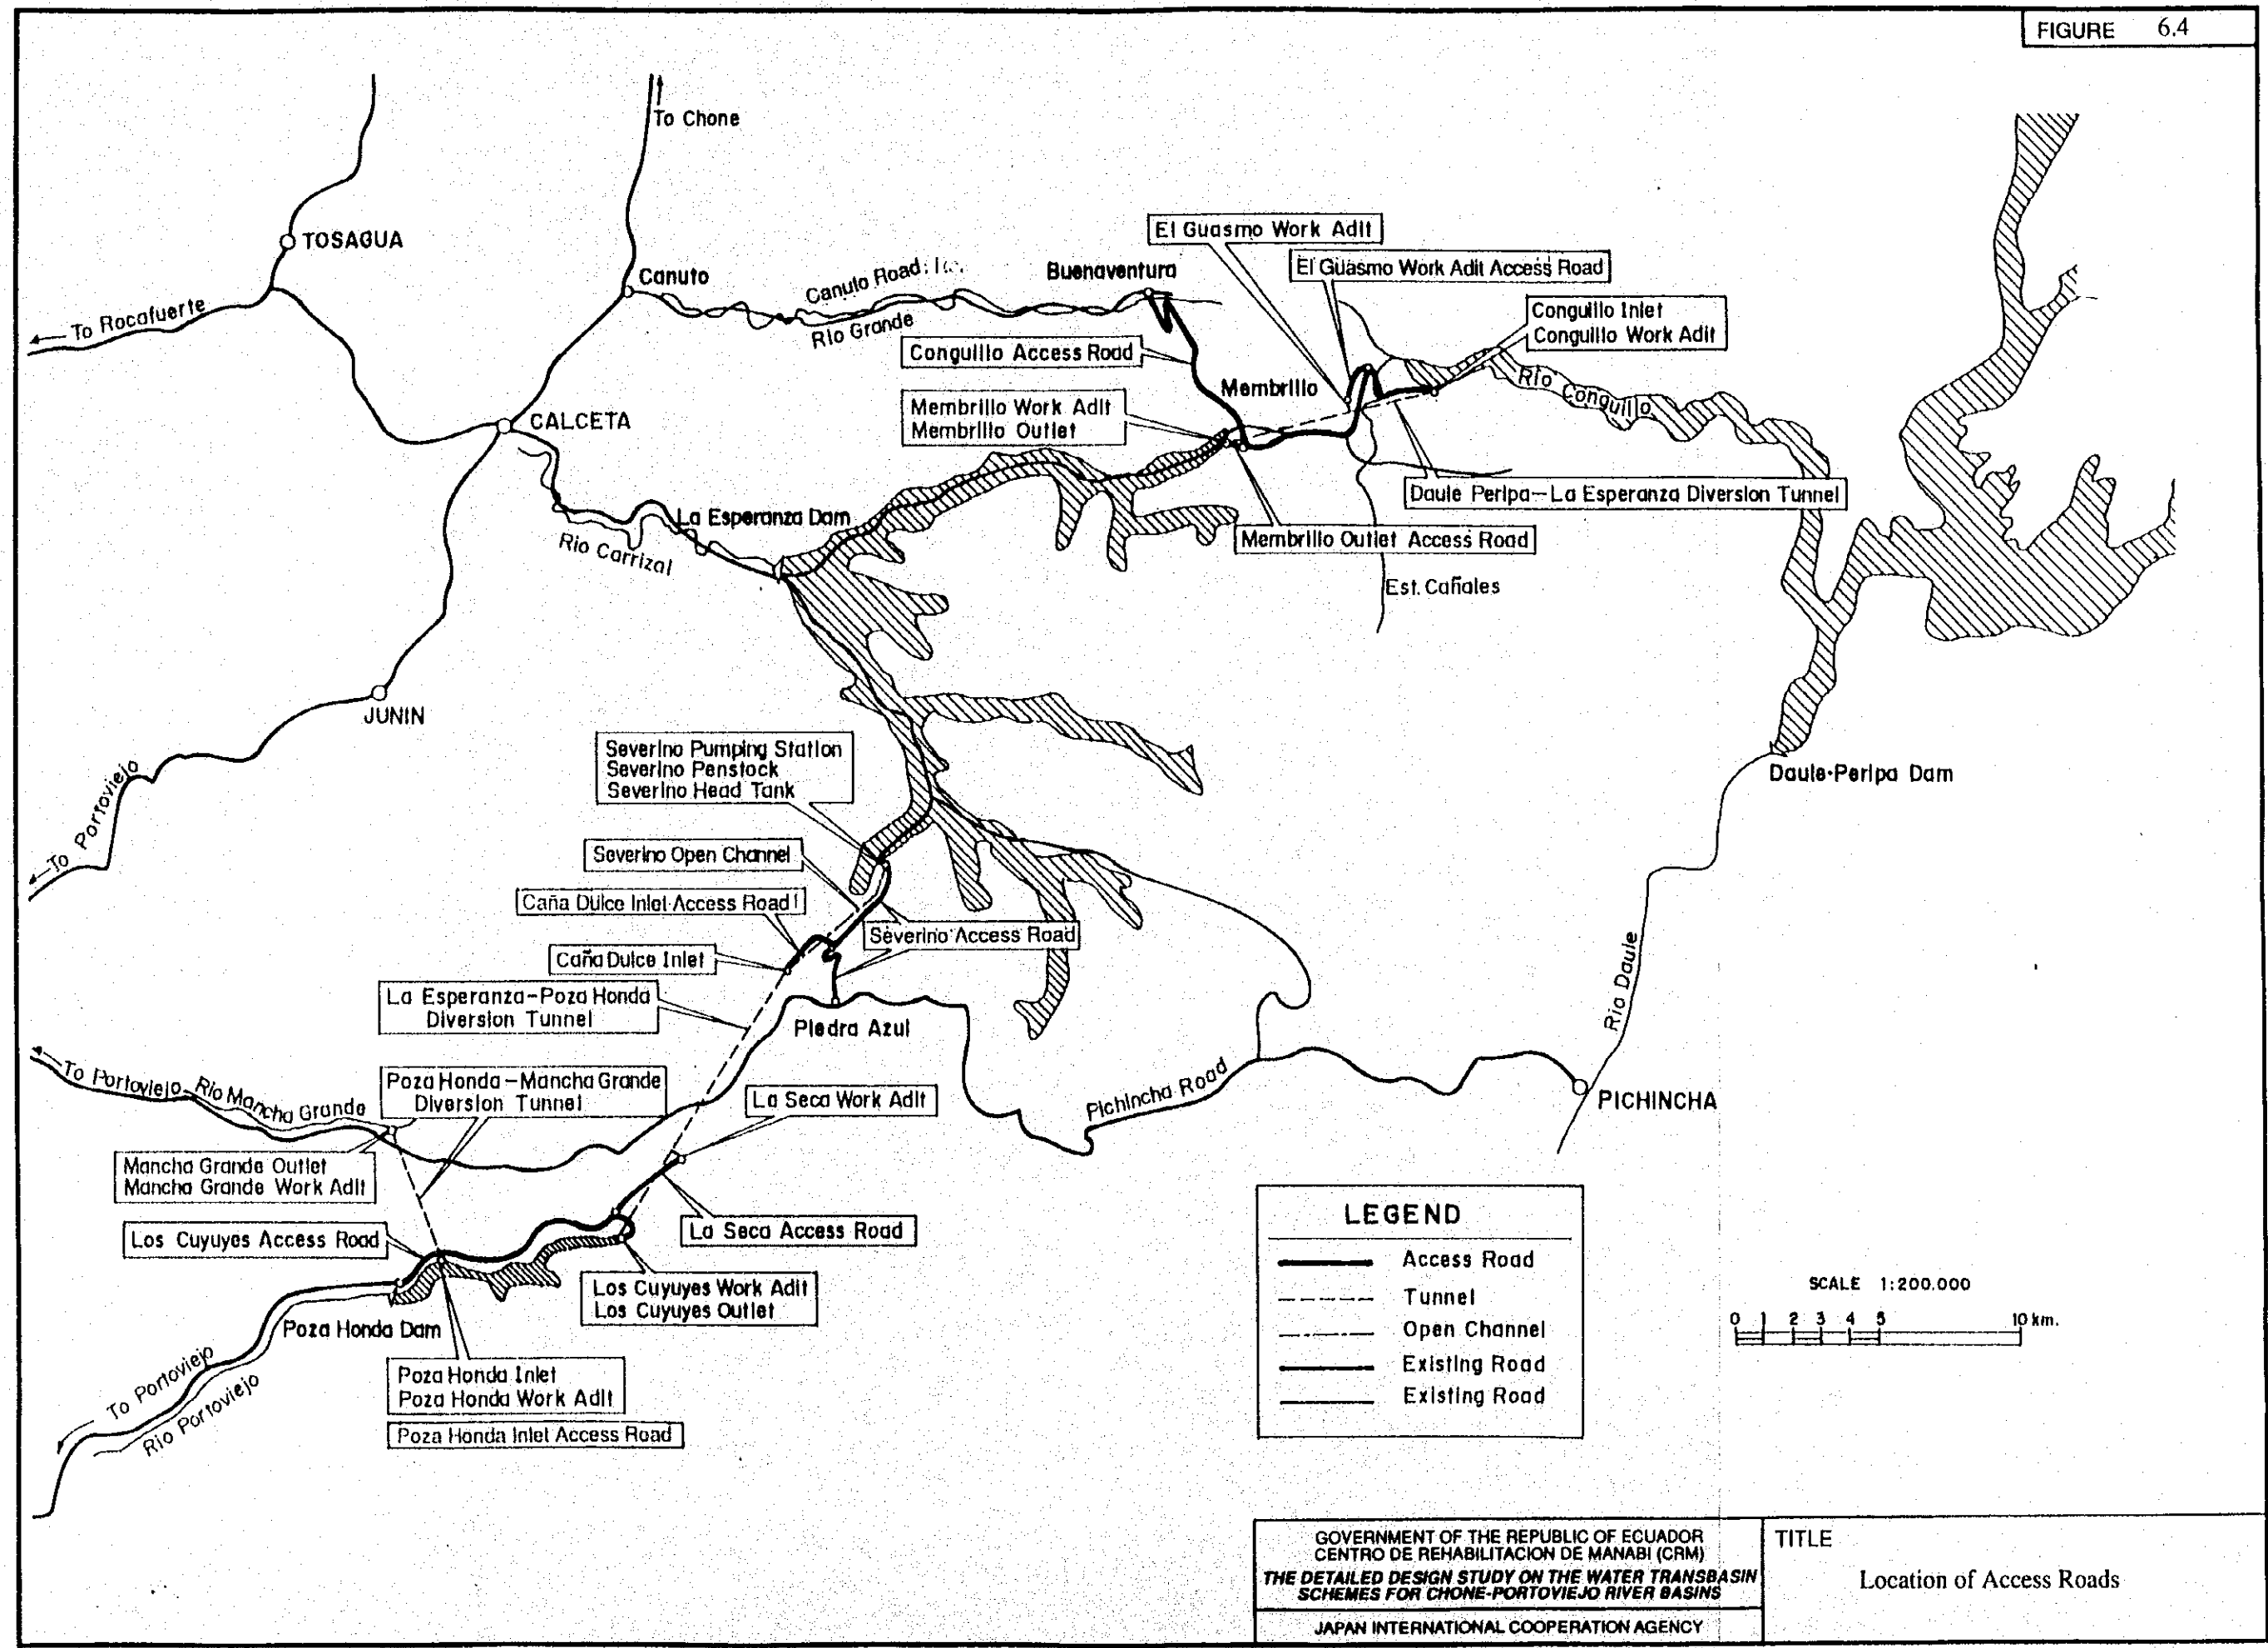 FIGURE 6.4
To Chone
TOSAGUA
Canuto
Canuto Road
Rio Grande
Buenaventura
El Guasmo Work Adit
El Guasmo Work Adit Access Road
Conguillo Inlet
Conguillo Work Adit
To Rocafuerte
Conguillo Access Road
Membrillo
Rio Conguillo
Membrillo Work Adit
Membrillo Outlet
CALCETA
Daule Peripa-La Esperanza Diversion Tunnel
La Esperanza Dam
Rio Carrizal
Membrillo Outlet Access Road
Est. Cañales
JUNIN
Severino Pumping Station
Severino Penstock
Severino Head Tank
Daule-Peripa Dam
To Portoviejo
Severino Open Channel
Caña Dulce Inlet Access Road
Severino Access Road
Caña Dulce Inlet
Rio Daule
La Esperanza-Poza Honda
Diversion Tunnel
Piedra Azul
To Portoviejo
Rio Mancha Grande
Poza Honda-Mancha Grande
Diversion Tunnel
La Seca Work Adit
Pichincha Road
PICHINCHA
Mancha Grande Outlet
Mancha Grande Work Adit
Los Cuyuyes Access Road
La Seca Access Road
Los Cuyuyes Work Adit
Los Cuyuyes Outlet
Poza Honda Dam
To Portoviejo
Rio Portoviejo
Poza Honda Inlet
Poza Honda Work Adit
Poza Honda Inlet Access Road
LEGEND
Access Road
Tunnel
Open Channel
Existing Road
Existing Road
SCALE 1:200.000
0 1 2 3 4 5 10 km.
GOVERNMENT OF THE REPUBLIC OF ECUADOR
CENTRO DE REHABILITACION DE MANABI (CRM)
THE DETAILED DESIGN STUDY ON THE WATER TRANSBASIN
SCHEMES FOR CHONE-PORTOVIEJO RIVER BASINS
JAPAN INTERNATIONAL COOPERATION AGENCY
TITLE
Location of Access Roads